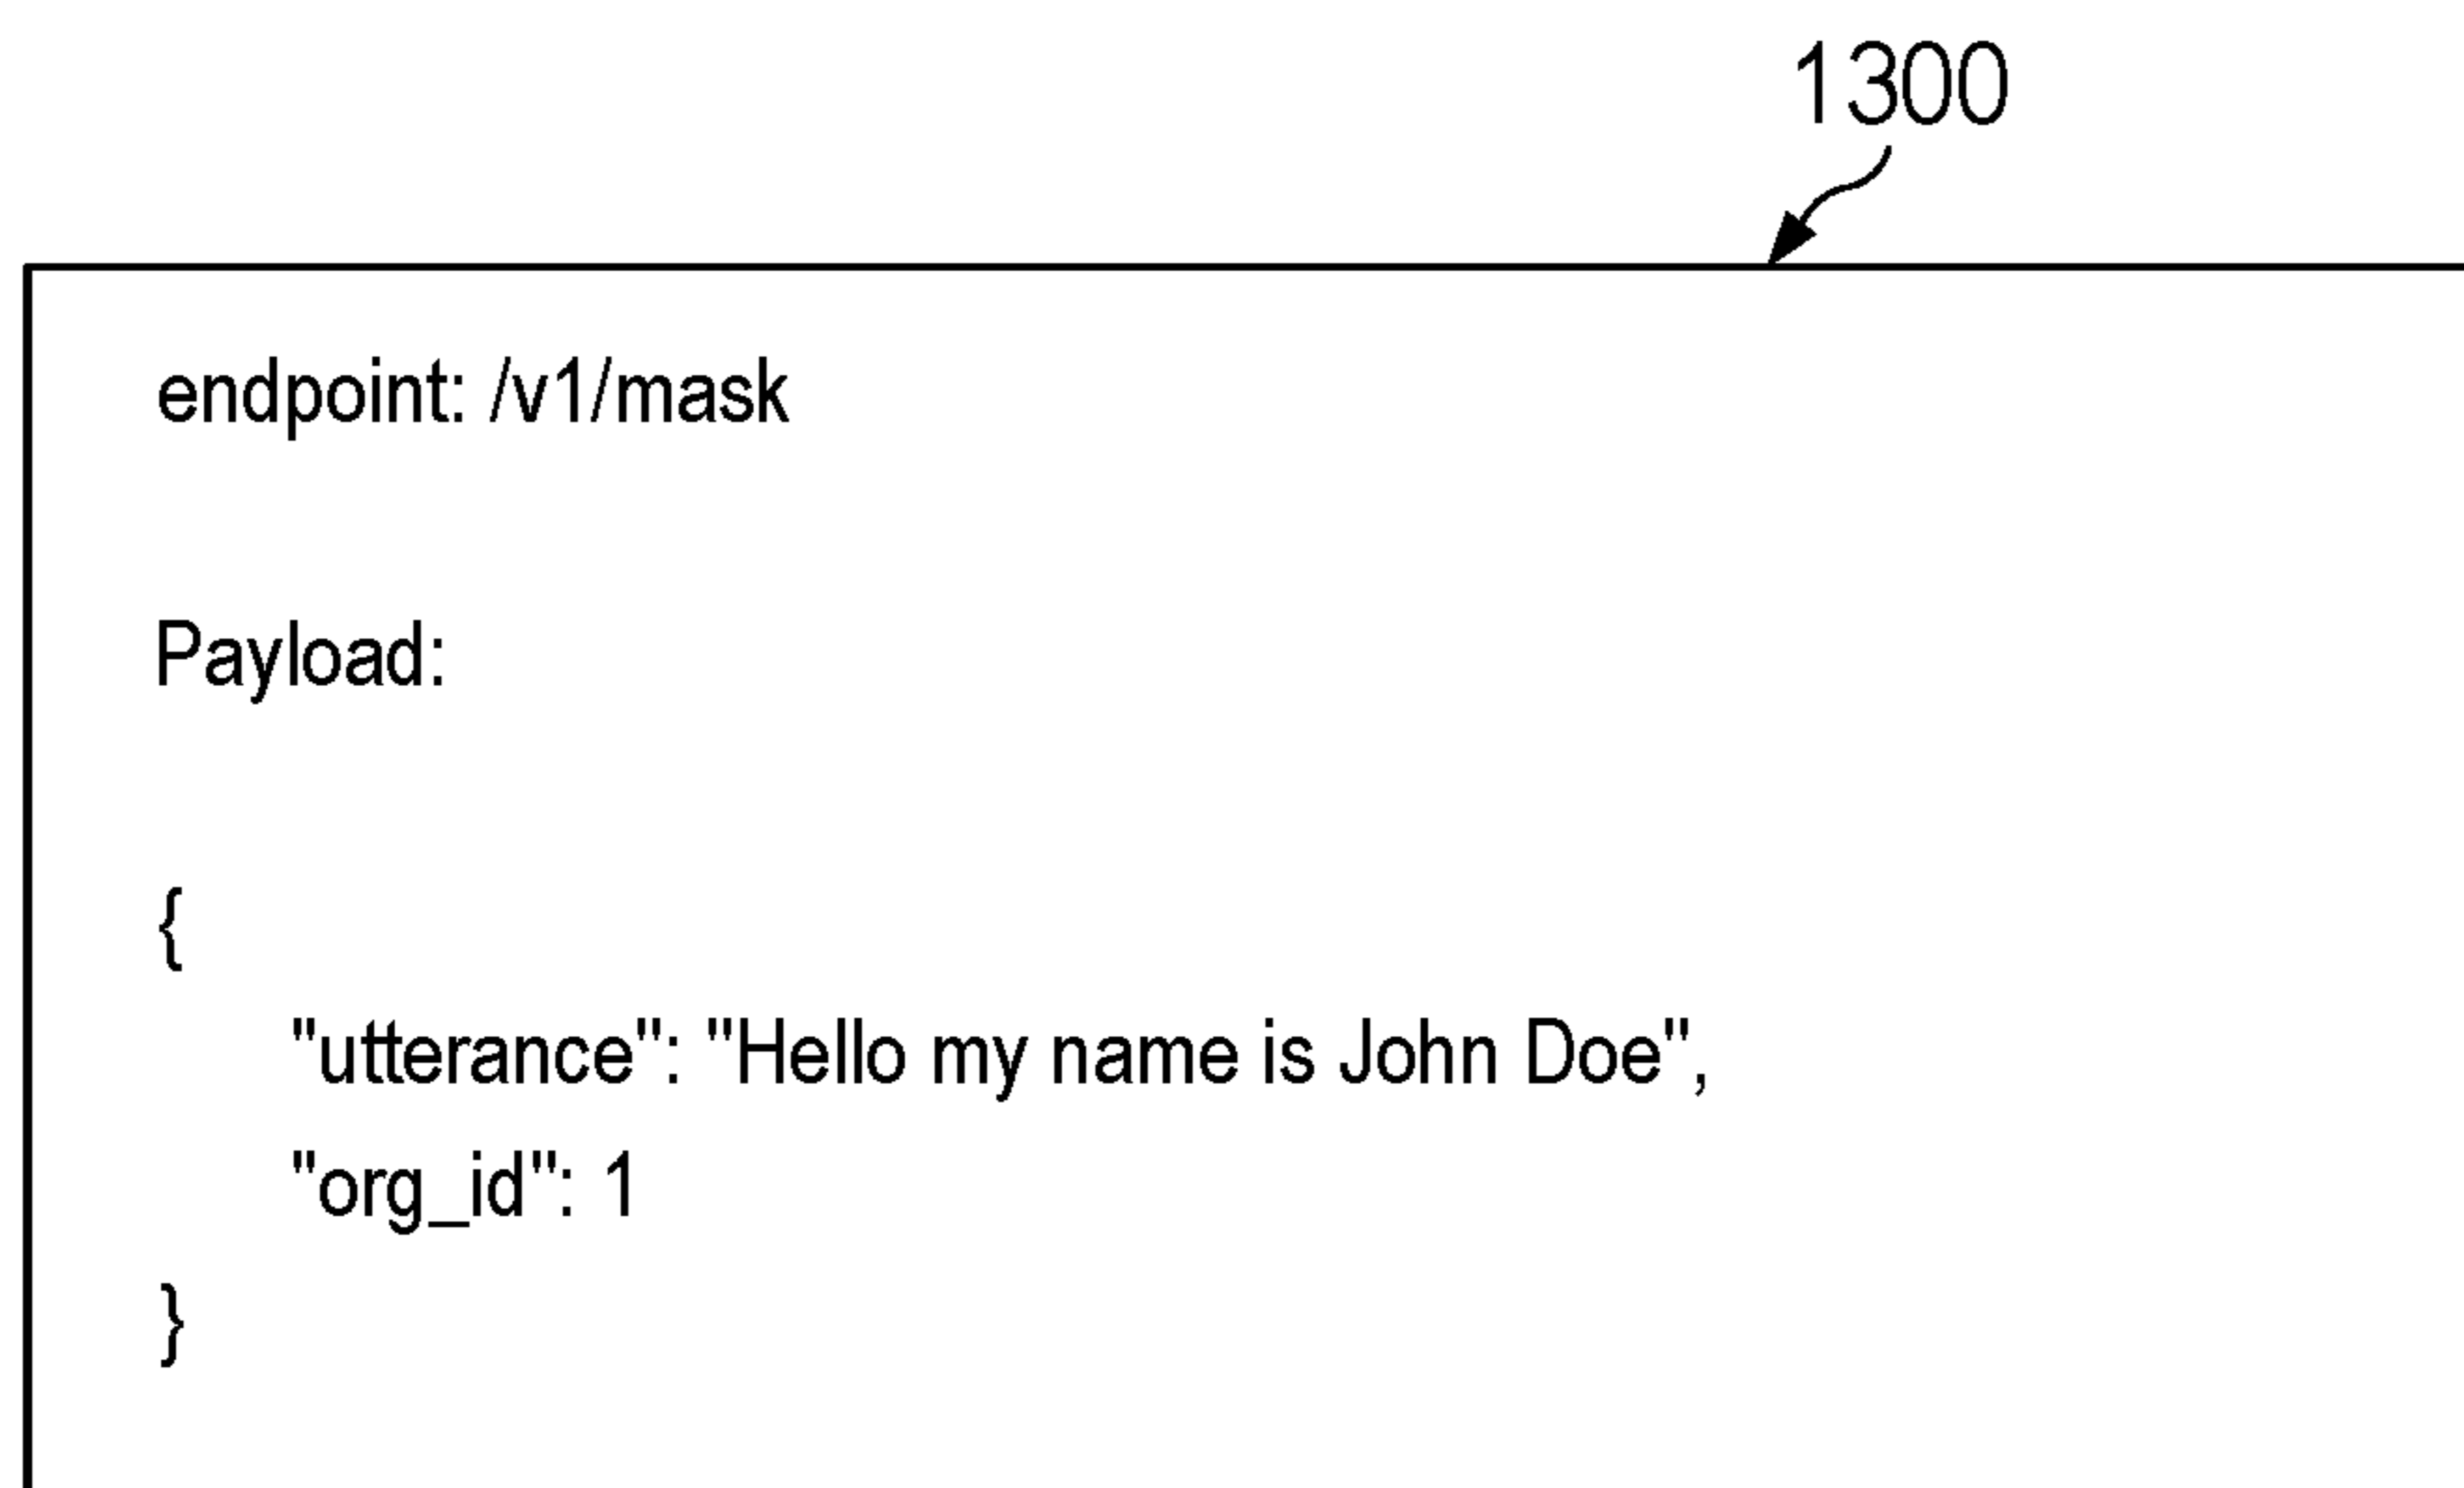 1300
endpoint: /v1/mask
Payload:
{
"utterance": "Hello my name is John Doe",
"org_id": 1
}